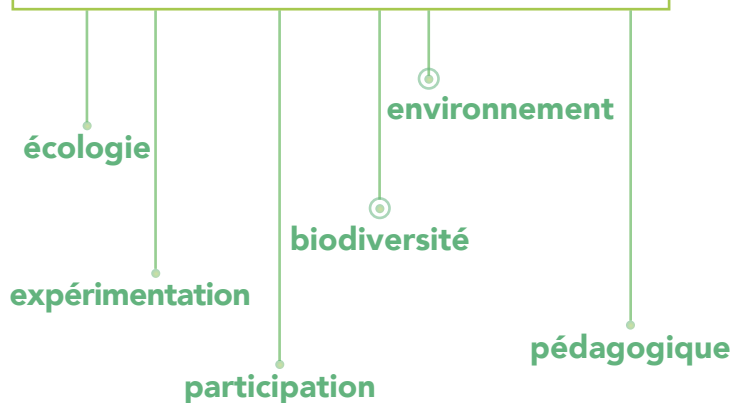 environnement
écologie
biodiversité
expérimentation
pédagogique
participation